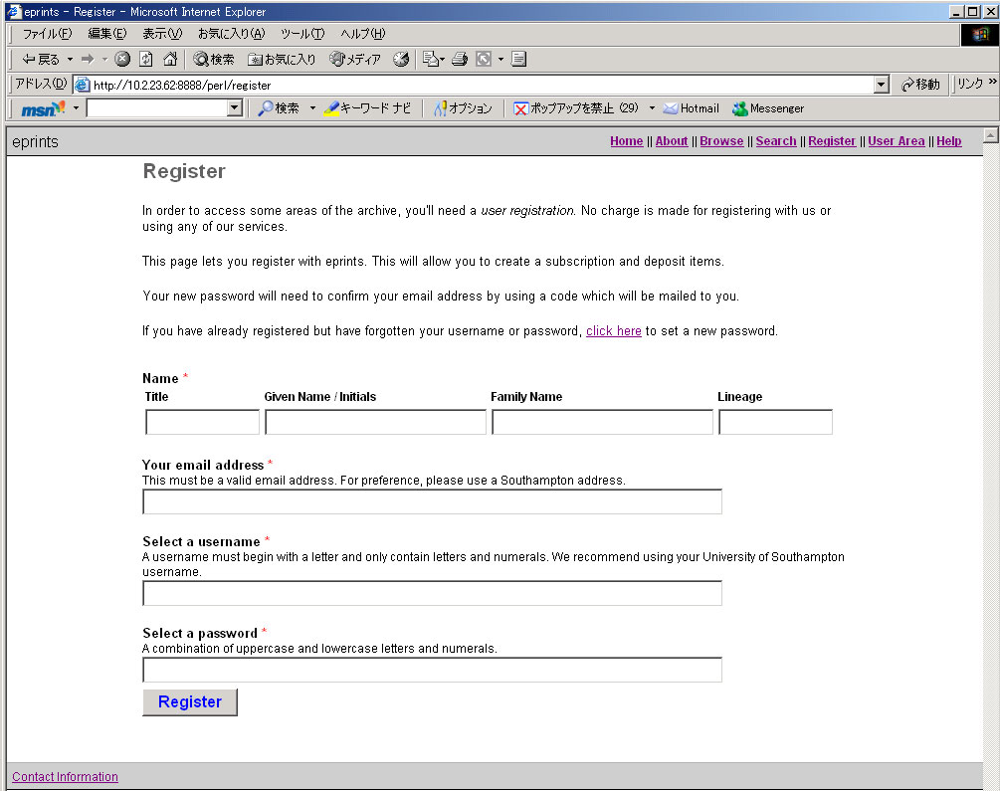 eprints - Register - Microsoft Internet Explorer
ファイル(F) 編集(E) 表示(V) お気に入り(A) ツール(T) ヘルプ(H)
戻る 検索 お気に入り メディア
アドレス(D) http://10.2.23.62:8888/perl/register 移動 リンク »
msn 検索 キーワード ナビ オプション ポップアップを禁止 (29) Hotmail Messenger
eprints Home || About || Browse || Search || Register || User Area || Help
Register
In order to access some areas of the archive, you'll need a user registration. No charge is made for registering with us or
using any of our services.
This page lets you register with eprints. This will allow you to create a subscription and deposit items.
Your new password will need to confirm your email address by using a code which will be mailed to you.
If you have already registered but have forgotten your username or password, click here to set a new password.
Name *
Title Given Name / Initials Family Name Lineage
Your email address *
This must be a valid email address. For preference, please use a Southampton address.
Select a username *
A username must begin with a letter and only contain letters and numerals. We recommend using your University of Southampton
username.
Select a password *
A combination of uppercase and lowercase letters and numerals.
Register
Contact Information